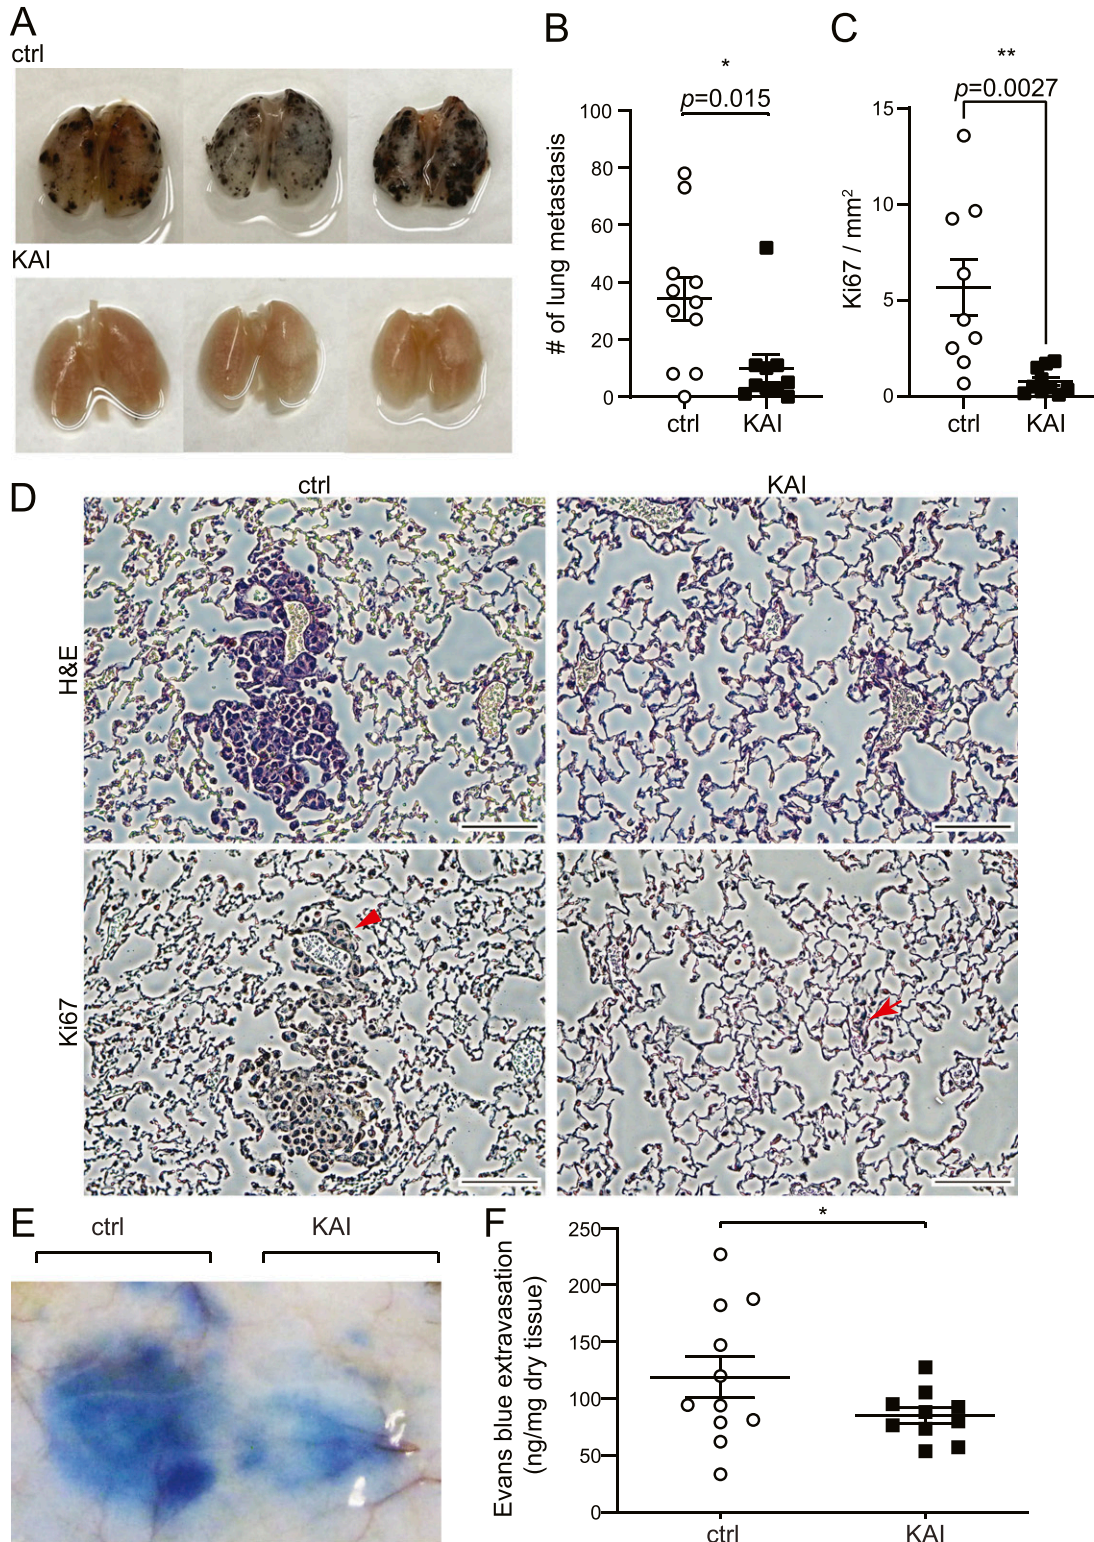 A
ctrl
KAI
B
*
p=0.015
# of lung metastasis
100
80
60
40
20
0
ctrl
KAI
C
**
p=0.0027
Ki67 / mm²
15
10
5
0
ctrl
KAI
D
ctrl
KAI
H&E
Ki67
E
ctrl
KAI
F
*
Evans blue extravasation
(ng/mg dry tissue)
250
200
150
100
50
0
ctrl
KAI